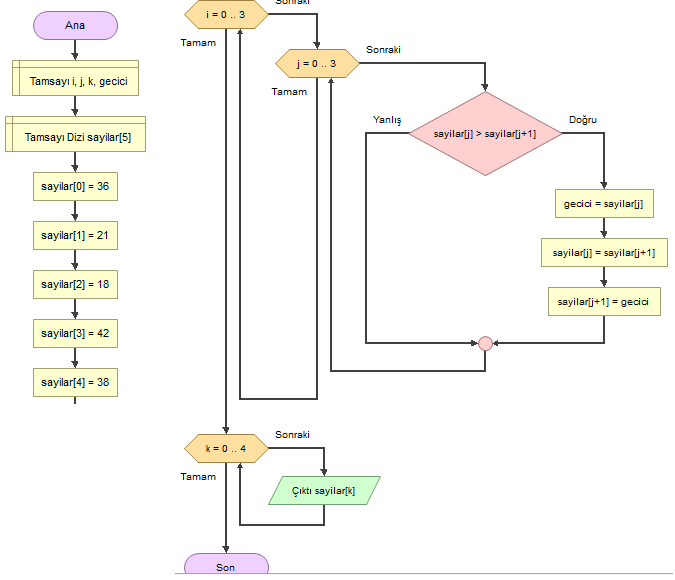 Ana
Tamsayı i, j, k, gecici
Tamsayı Dizi sayilar[5]
sayilar[0] = 36
sayilar[1] = 21
sayilar[2] = 18
sayilar[3] = 42
sayilar[4] = 38
Sonraki
i = 0 .. 3
Tamam
Sonraki
j = 0 .. 3
Tamam
Yanlış
sayilar[j] > sayilar[j+1]
Doğru
gecici = sayilar[j]
sayilar[j] = sayilar[j+1]
sayilar[j+1] = gecici
Sonraki
k = 0 .. 4
Tamam
Çıktı sayilar[k]
Son